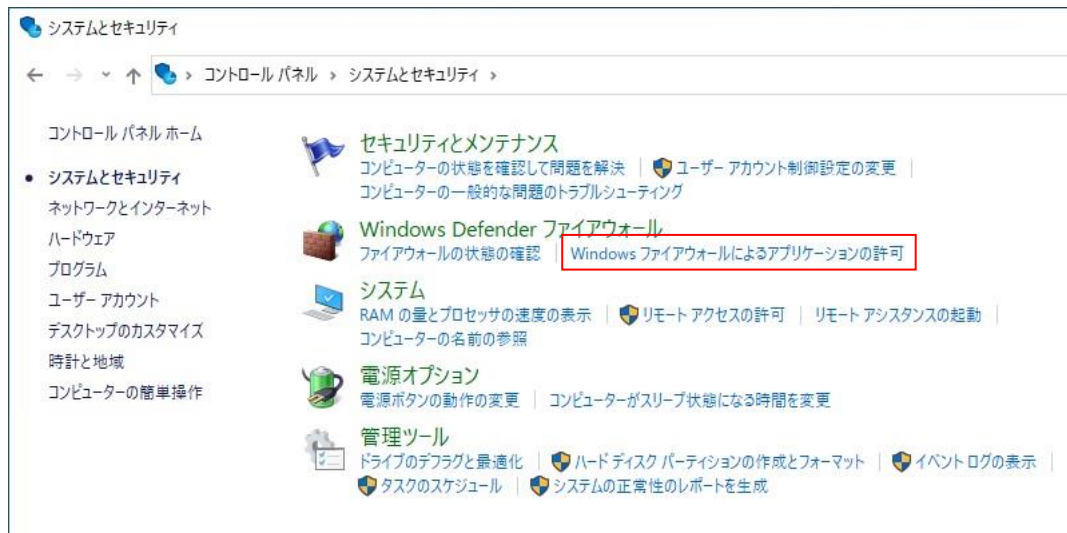 システムとセキュリティ
コントロール パネル › システムとセキュリティ ›
コントロール パネル ホーム
システムとセキュリティ
ネットワークとインターネット
ハードウェア
プログラム
ユーザー アカウント
デスクトップのカスタマイズ
時計と地域
コンピューターの簡単操作
セキュリティとメンテナンス
コンピューターの状態を確認して問題を解決 ユーザー アカウント制御設定の変更
コンピューターの一般的な問題のトラブルシューティング
Windows Defender ファイアウォール
ファイアウォールの状態の確認 Windows ファイアウォールによるアプリケーションの許可
システム
RAM の量とプロセッサの速度の表示 リモート アクセスの許可 リモート アシスタンスの起動
コンピューターの名前の参照
電源オプション
電源ボタンの動作の変更 コンピューターがスリープ状態になる時間を変更
管理ツール
ドライブのデフラグと最適化 ハード ディスク パーティションの作成とフォーマット イベント ログの表示
タスクのスケジュール システムの正常性のレポートを生成